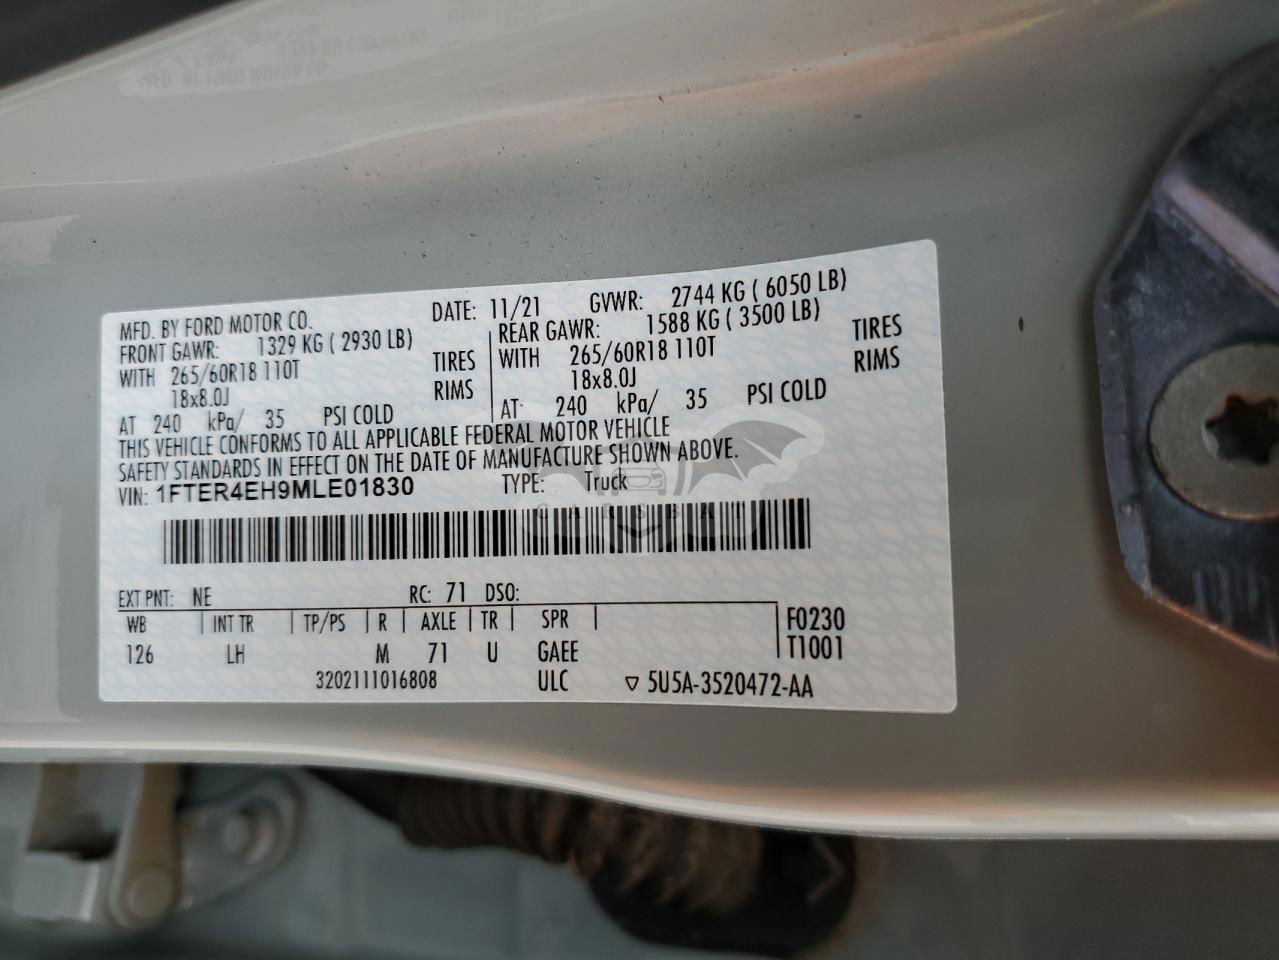 MFD. BY FORD MOTOR CO. DATE: 11/21 GVWR: 2744 KG ( 6050 LB)
FRONT GAWR: 1329 KG ( 2930 LB) REAR GAWR: 1588 KG ( 3500 LB)
WITH 265/60R18 110T TIRES WITH 265/60R18 110T TIRES
18x8.0J RIMS 18x8.0J RIMS
AT 240 kPa/ 35 PSI COLD AT 240 kPa/ 35 PSI COLD
THIS VEHICLE CONFORMS TO ALL APPLICABLE FEDERAL MOTOR VEHICLE
SAFETY STANDARDS IN EFFECT ON THE DATE OF MANUFACTURE SHOWN ABOVE.
VIN: 1FTER4EH9MLE01830 TYPE: Truck
CARSBAT
EXT PNT: NE RC: 71 DSO:
WB INT TR TP/PS R AXLE TR SPR F0230
126 LH M 71 U GAEE T1001
3202111016808 ULC ▽ 5U5A-3520472-AA